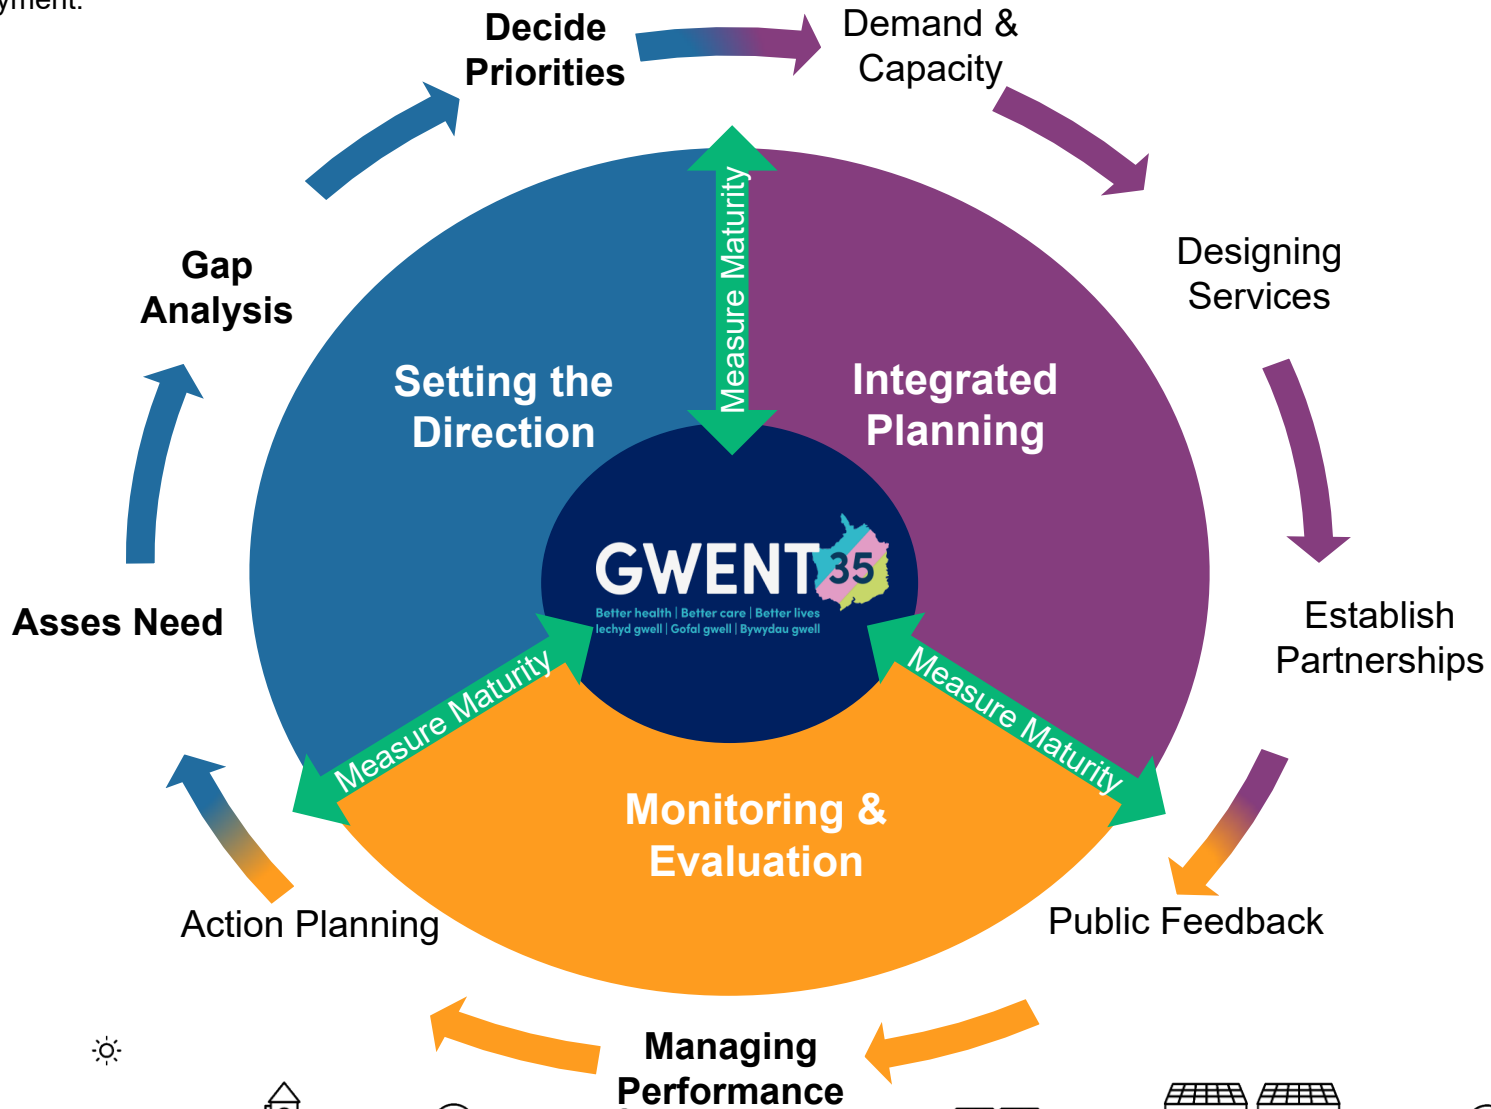 Decide
Priorities
Demand &
Capacity
Designing
Services
Establish
Partnerships
Public Feedback
Managing
Performance
Action Planning
Asses Need
Gap
Analysis
Setting the
Direction
Integrated
Planning
Monitoring &
Evaluation
Measure Maturity
Measure Maturity
Measure Maturity
GWENT 35
Better health | Better care | Better lives
Iechyd gwell | Gofal gwell | Bywydau gwell